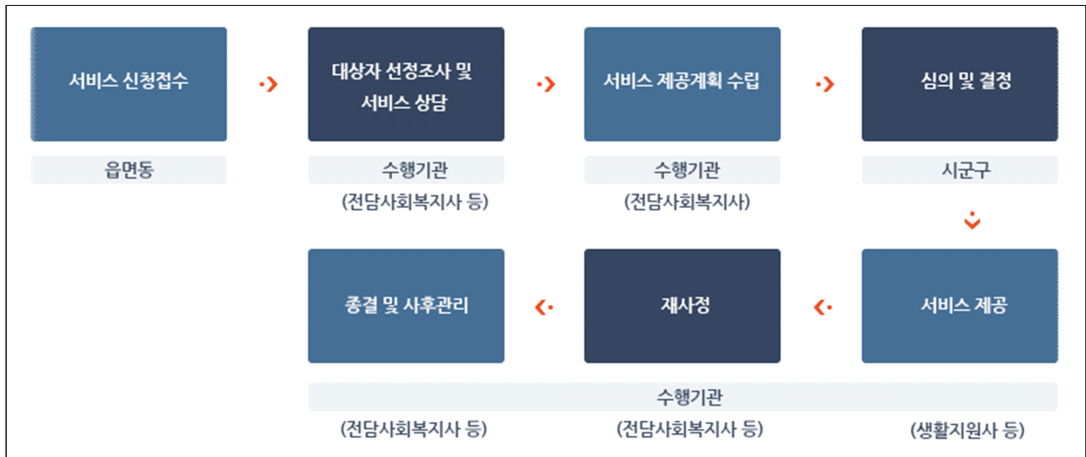 서비스 신청접수
대상자 선정조사 및
서비스 상담
서비스 제공계획 수립
심의 및 결정
읍면동
수행기관
수행기관
시군구
(전담사회복지사 등)
(전담사회복지사)
종결 및 사후관리
재사정
서비스 제공
수행기관
(전담사회복지사 등)
(전담사회복지사 등)
(생활지원사 등)